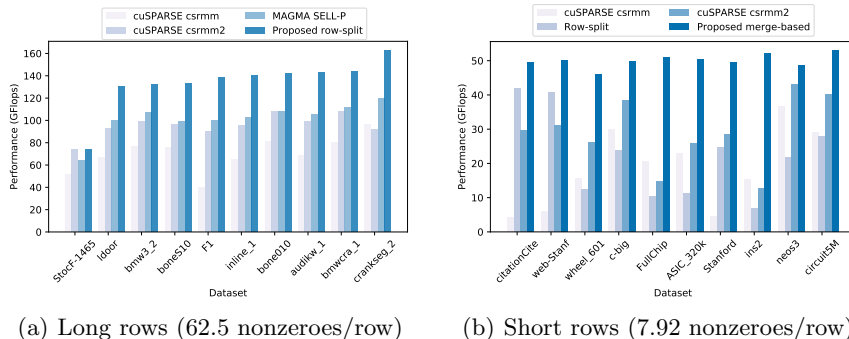 cuSPARSE csrmm
cuSPARSE csrmm2
MAGMA SELL-P
Proposed row-split
Performance (GFlops)
160
140
120
100
80
60
40
20
0
StocF-1465
ldoor
bmw3_2
boneS10
F1
inline_1
bone010
audikw_1
bmwcra_1
crankseg_2
Dataset
(a) Long rows (62.5 nonzeroes/row)
cuSPARSE csrmm
Row-split
cuSPARSE csrmm2
Proposed merge-based
Performance (GFlops)
50
40
30
20
10
0
citationCite
web-Stanf
wheel_601
c-big
FullChip
ASIC_320k
Stanford
ins2
neos3
circuit5M
Dataset
(b) Short rows (7.92 nonzeroes/row)